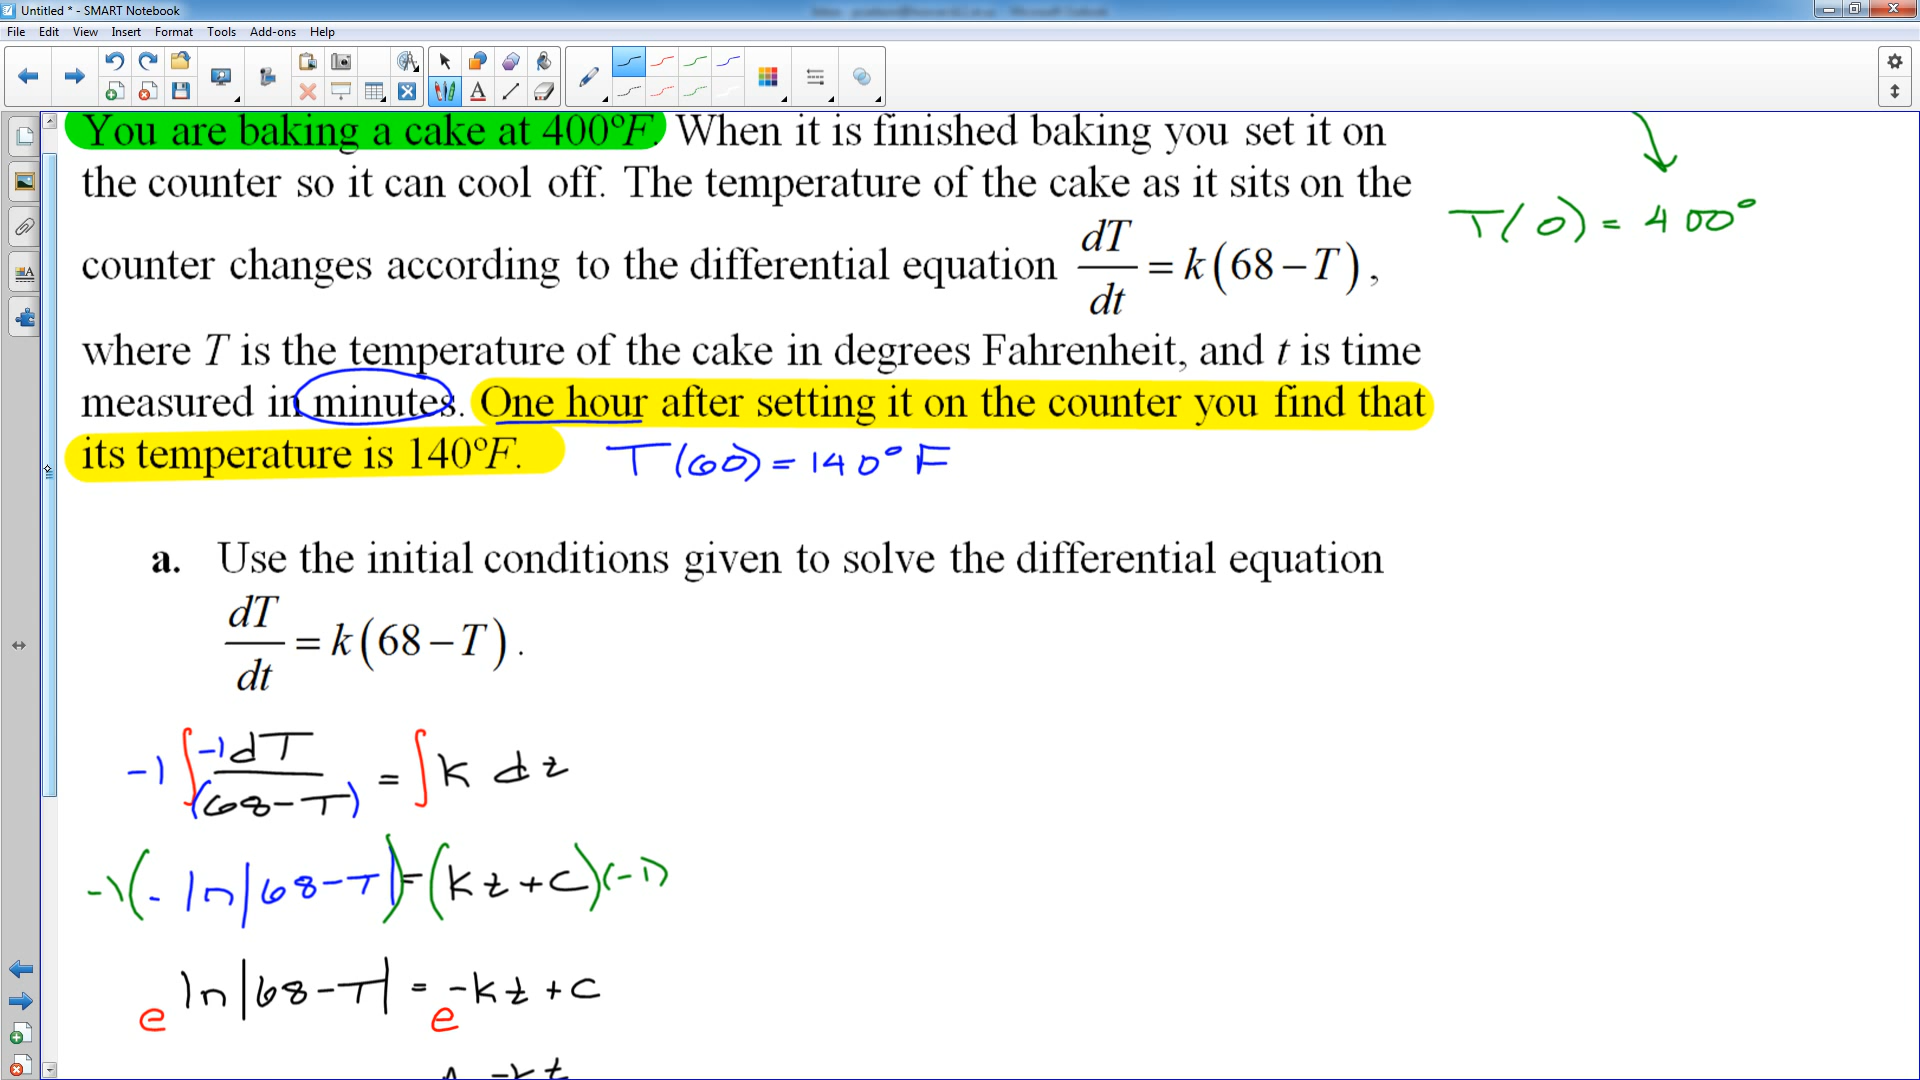 Untitled * - SMART Notebook
File Edit View Insert Format Tools Add-ons Help
You are baking a cake at 400°F. When it is finished baking you set it on
the counter so it can cool off. The temperature of the cake as it sits on the
counter changes according to the differential equation dT/dt = k(68 – T),
T(0) = 400°
where T is the temperature of the cake in degrees Fahrenheit, and t is time
measured in minutes. One hour after setting it on the counter you find that
its temperature is 140°F. T(60) = 140° F
a. Use the initial conditions given to solve the differential equation
dT/dt = k(68 – T).
-1 ∫ -1 dT/(68-T) = ∫ k dt
-1(- ln|68-T|) = (kt + C)(-1)
e ln|68-T| = e -kt + C
-kt